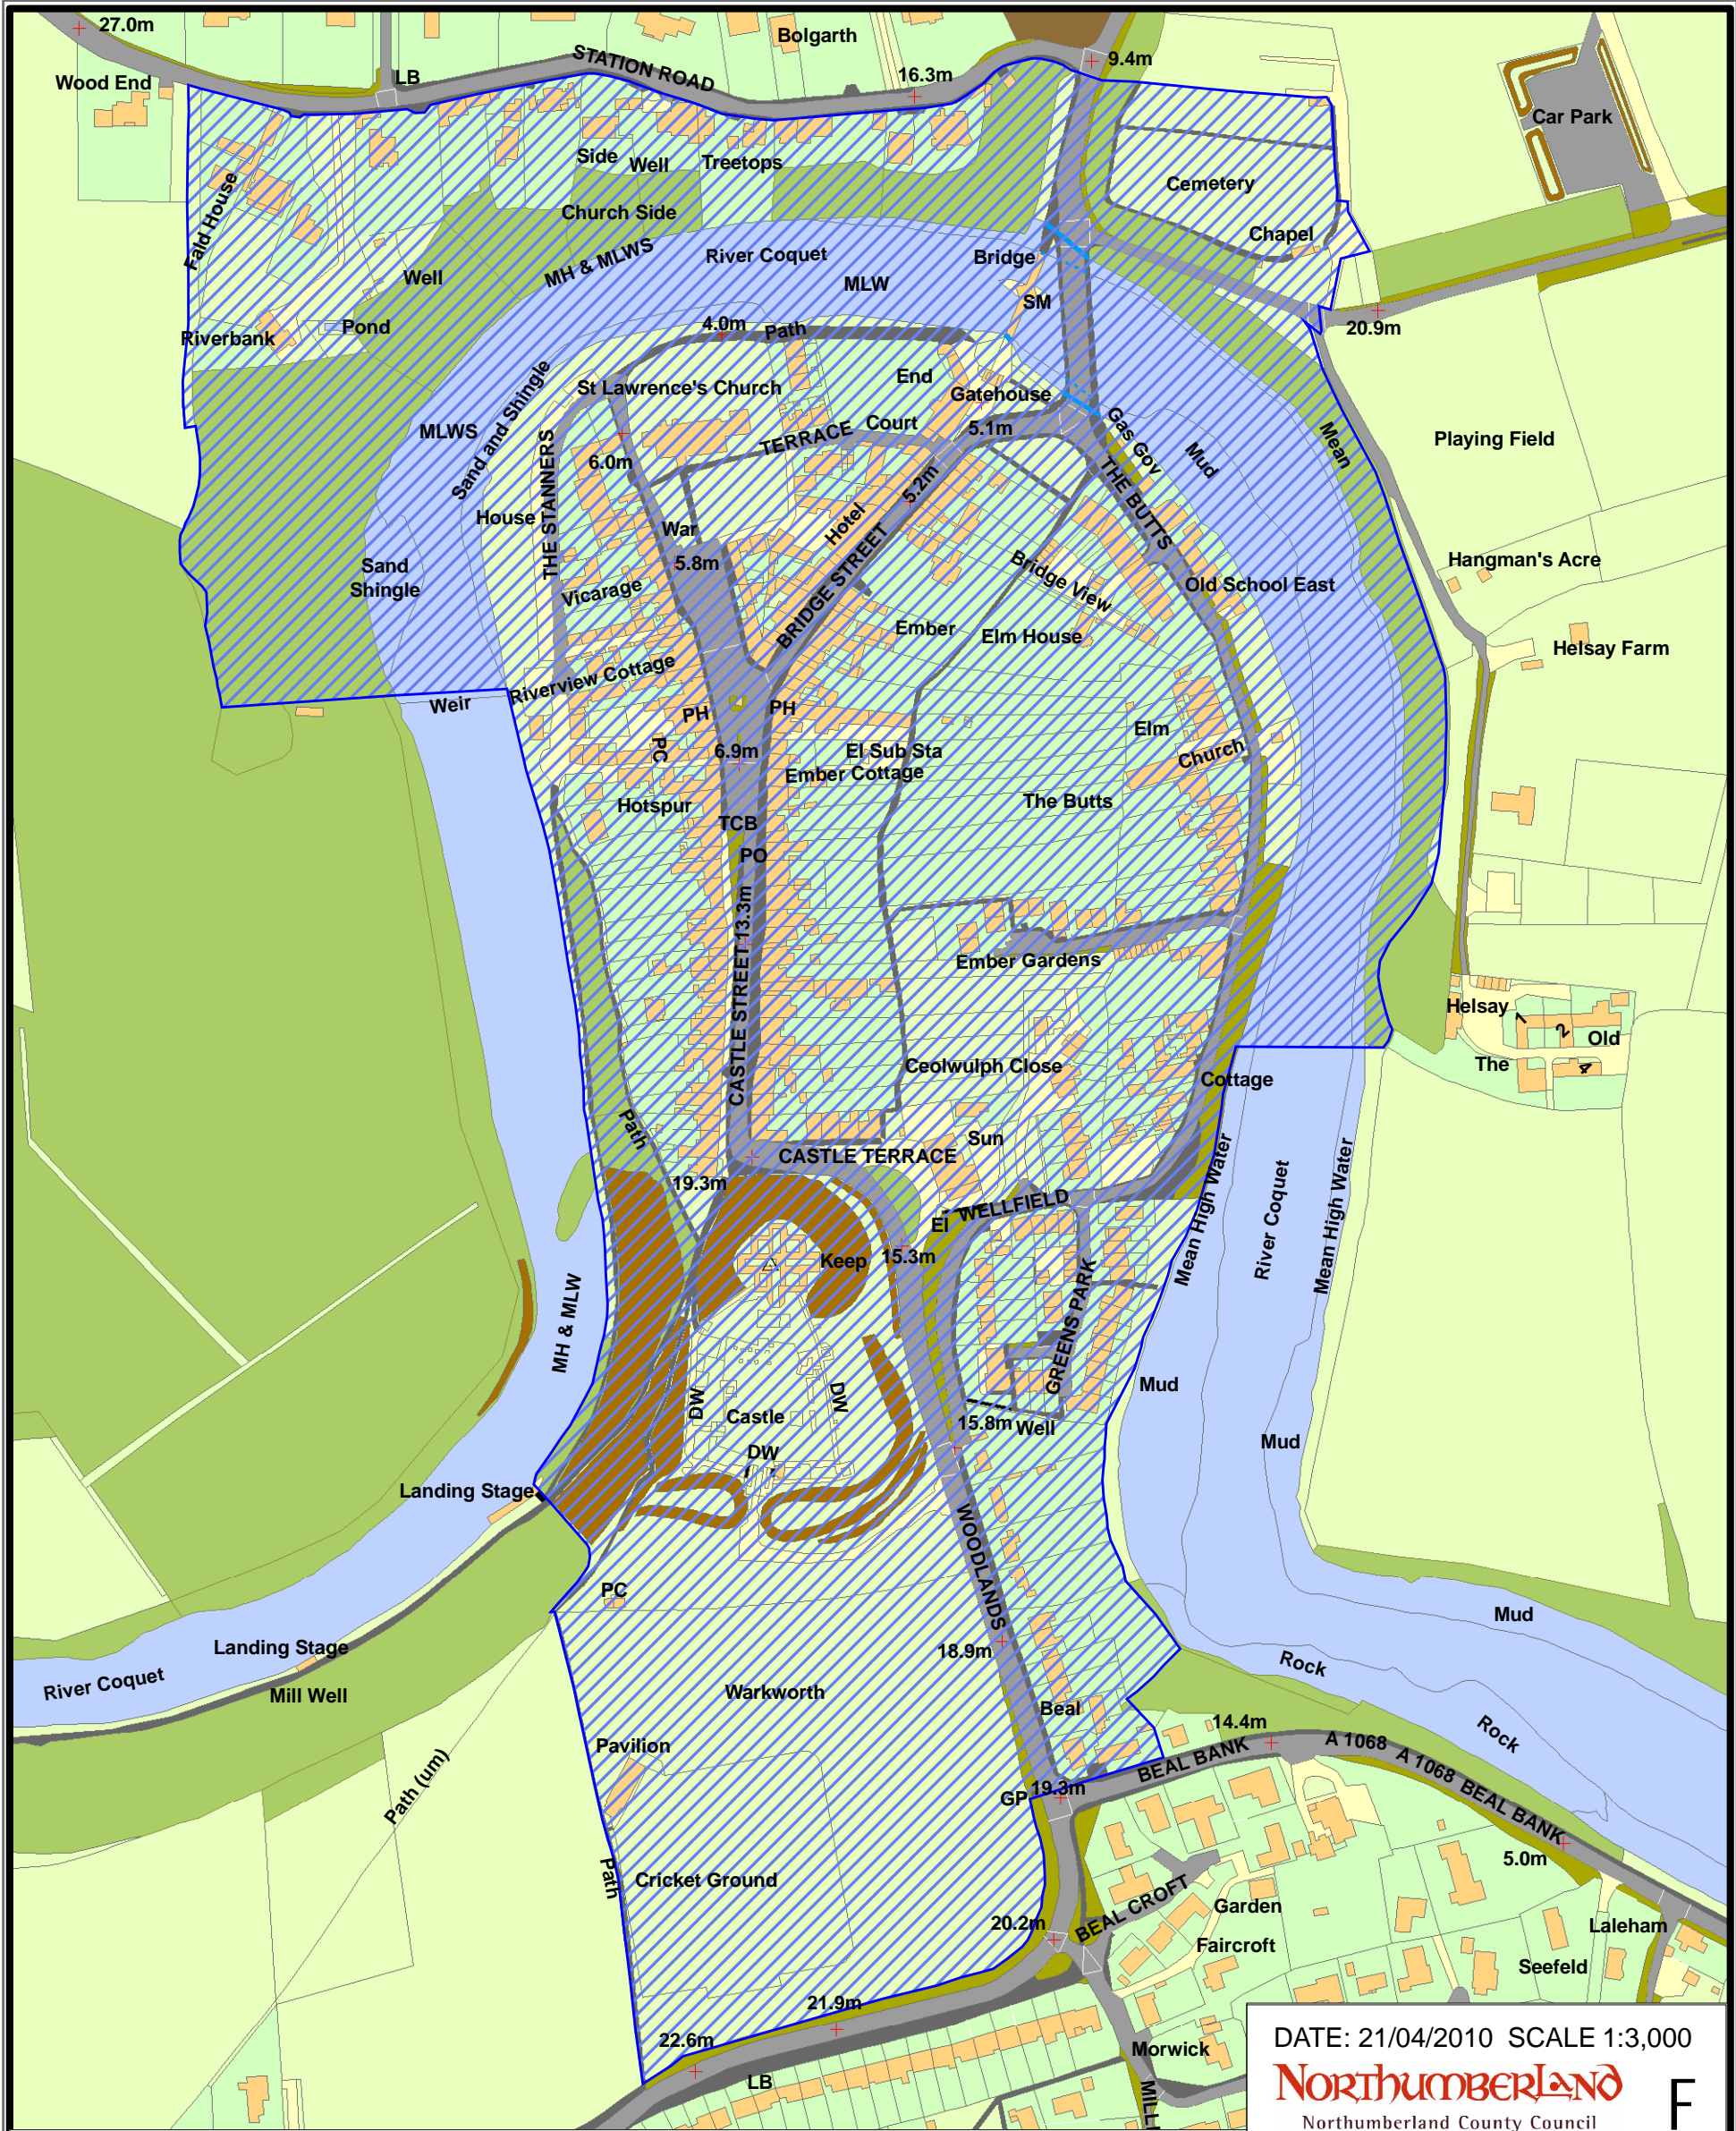 27.0m
Wood End
LB
STATION ROAD
Bolgarth
16.3m
9.4m
Car Park
Side
Well
Treetops
Cemetery
Fald House
Church Side
Chapel
MH & MLWS
River Coquet
Bridge
Well
MLW
SM
Riverbank
Pond
4.0m
Path
20.9m
St Lawrence's Church
End
Gatehouse
Sand and Shingle
MLWS
TERRACE
Court
5.1m
Gas Gov
Mud
Mean
Playing Field
6.0m
THE STANNERS
House
War
Hotel
5.2m
THE BUTTS
5.8m
Sand
Shingle
Vicarage
BRIDGE STREET
Bridge View
Old School East
Hangman's Acre
Ember
Elm House
Helsay Farm
Riverview Cottage
Weir
PH
PH
PC
6.9m
El Sub Sta
Ember Cottage
Elm
Church
Hotspur
The Butts
TCB
PO
13.3m
CASTLE STREET
Ember Gardens
Helsay
1
2
Old
The
4
Ceolwulph Close
Cottage
Path
Sun
CASTLE TERRACE
19.3m
WELLFIELD
El
Mean High Water
River Coquet
Mean High Water
Keep
15.3m
MH & MLW
GREENS PARK
DW
DW
Castle
Mud
15.8m
Well
DW
Mud
Landing Stage
WOODLANDS
PC
Mud
Landing Stage
18.9m
Rock
River Coquet
Mill Well
Warkworth
Beal
14.4m
Rock
Pavilion
A 1068
A 1068
BEAL BANK
BEAL BANK
Path (um)
GP
19.3m
5.0m
Path
Cricket Ground
BEAL CROFT
Garden
20.2m
Faircroft
Laleham
Seefeld
21.9m
22.6m
Morwick
LB
MILL
DATE: 21/04/2010 SCALE 1:3,000
NORTHUMBERLAND
Northumberland County Council
F